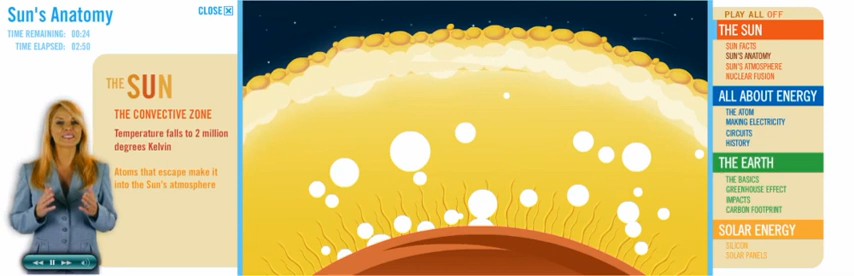 Sun's Anatomy
CLOSE
TIME REMAINING: 00:24
TIME ELAPSED: 02:50
THE SUN
THE CONVECTIVE ZONE
Temperature falls to 2 million
degrees Kelvin
Atoms that escape make it
into the Sun's atmosphere
PLAY ALL OFF
THE SUN
SUN FACTS
SUN'S ANATOMY
SUN'S ATMOSPHERE
NUCLEAR FUSION
ALL ABOUT ENERGY
THE ATOM
MAKING ELECTRICITY
CIRCUITS
HISTORY
THE EARTH
THE BASICS
GREENHOUSE EFFECT
IMPACTS
CARBON FOOTPRINT
SOLAR ENERGY
SILICON
SOLAR PANELS